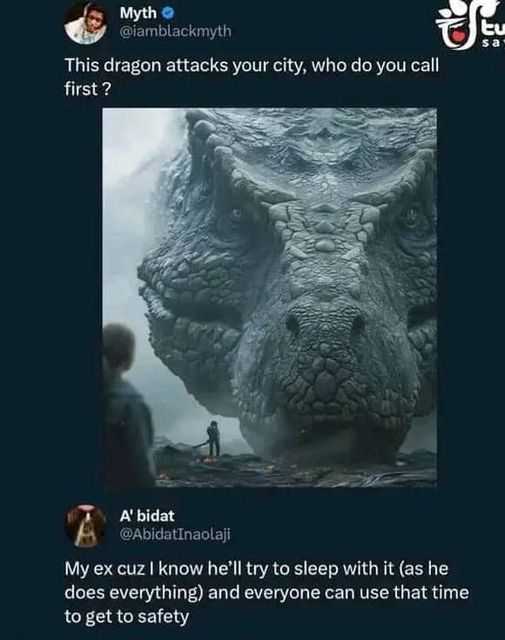 Myth
@iamblackmyth
This dragon attacks your city, who do you call
first ?
A' bidat
@AbidatInaolaji
My ex cuz I know he'll try to sleep with it (as he
does everything) and everyone can use that time
to get to safety